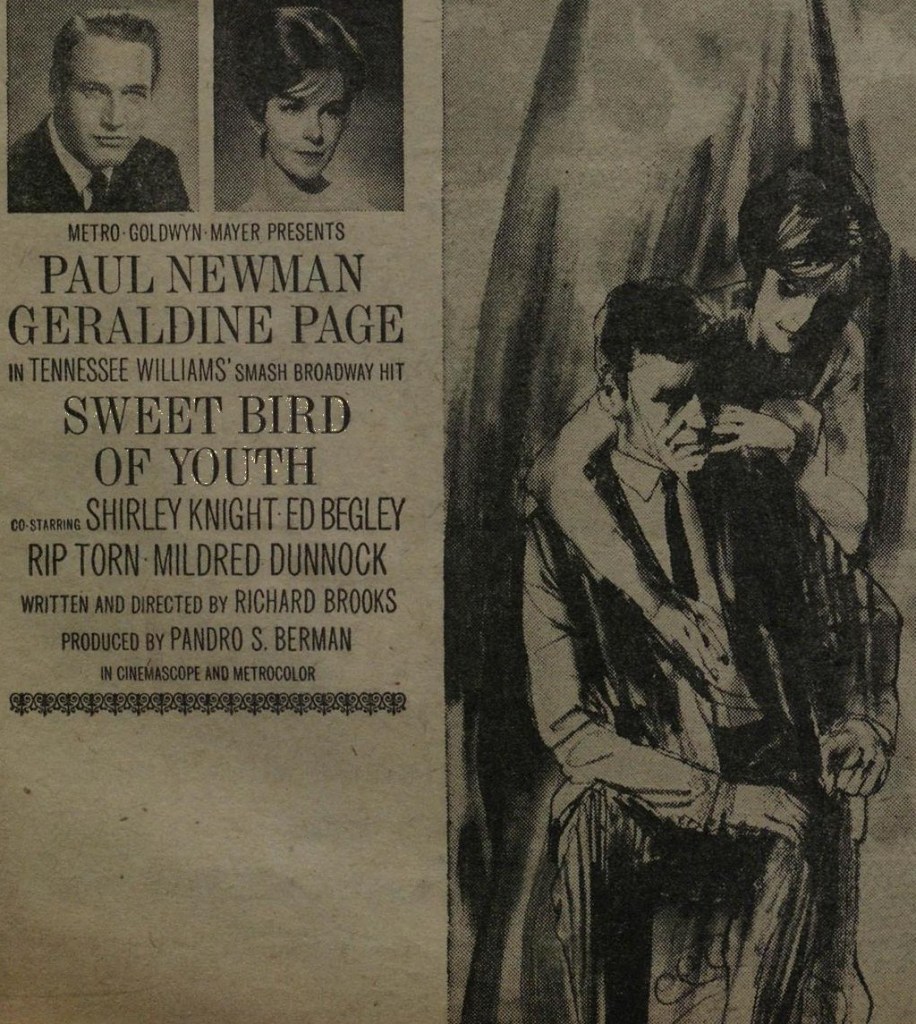 METRO · GOLDWYN · MAYER PRESENTS
PAUL NEWMAN
GERALDINE PAGE
IN TENNESSEE WILLIAMS' SMASH BROADWAY HIT
SWEET BIRD
OF YOUTH
CO-STARRING SHIRLEY KNIGHT · ED BEGLEY
RIP TORN · MILDRED DUNNOCK
WRITTEN AND DIRECTED BY RICHARD BROOKS
PRODUCED BY PANDRO S. BERMAN
IN CINEMASCOPE AND METROCOLOR